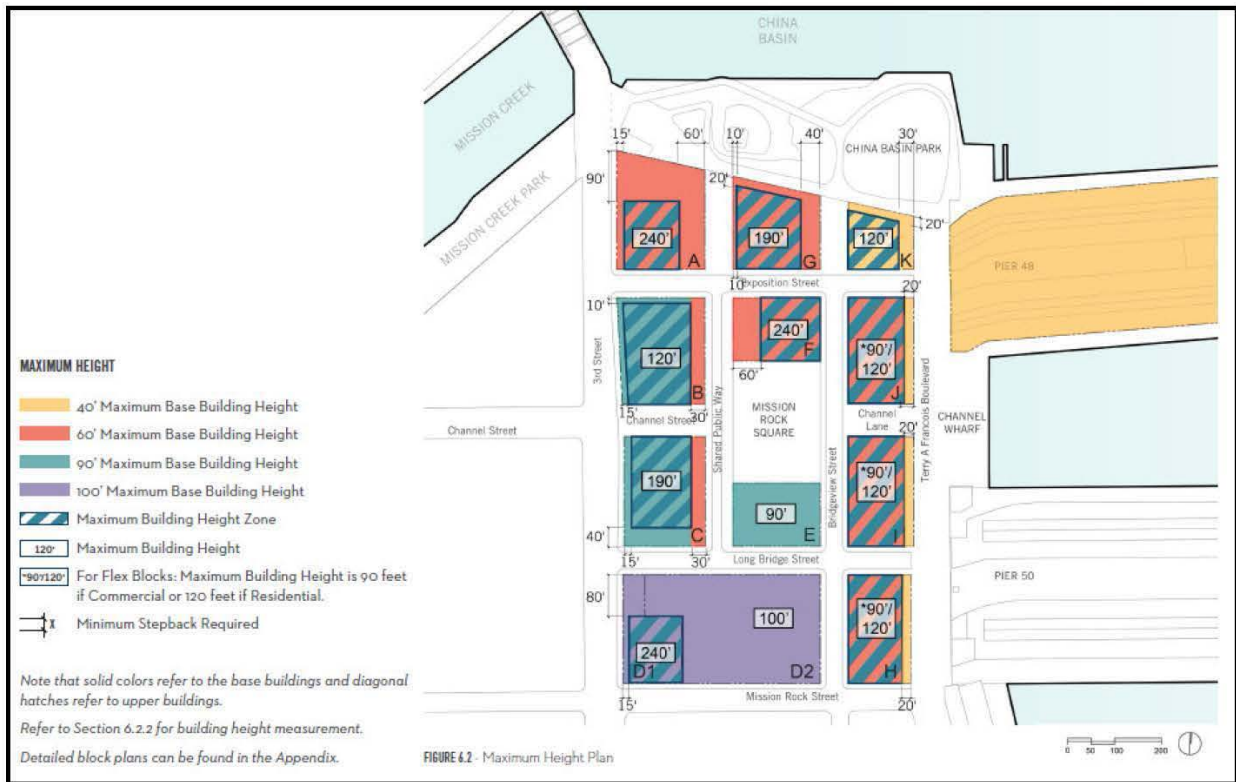 CHINA
BASIN
MISSION CREEK
MISSION CREEK PARK
15'
60'
10'
40'
30'
CHINA BASIN PARK
90'
20'
20'
240'
A
190'
G
120'
K
PIER 48
10'
Exposition Street
20'
10'
240'
F
120'
B
*90'/
120'
J
60'
3rd Street
15'
30'
Channel Street
Channel Street
Shared Public Way
MISSION
ROCK
SQUARE
Channel
Lane
20'
Terry A Francois Boulevard
CHANNEL
WHARF
Bridgeview Street
190'
C
90'
E
*90'/
120'
I
40'
15'
30'
Long Bridge Street
PIER 50
80'
100'
240'
D1
D2
*90'/
120'
H
15'
Mission Rock Street
20'
MAXIMUM HEIGHT
40' Maximum Base Building Height
60' Maximum Base Building Height
90' Maximum Base Building Height
100' Maximum Base Building Height
Maximum Building Height Zone
120' Maximum Building Height
*90'/120' For Flex Blocks: Maximum Building Height is 90 feet
if Commercial or 120 feet if Residential.
X Minimum Stepback Required
Note that solid colors refer to the base buildings and diagonal
hatches refer to upper buildings.
Refer to Section 6.2.2 for building height measurement.
Detailed block plans can be found in the Appendix.
FIGURE 6.2 - Maximum Height Plan
0 50 100 200